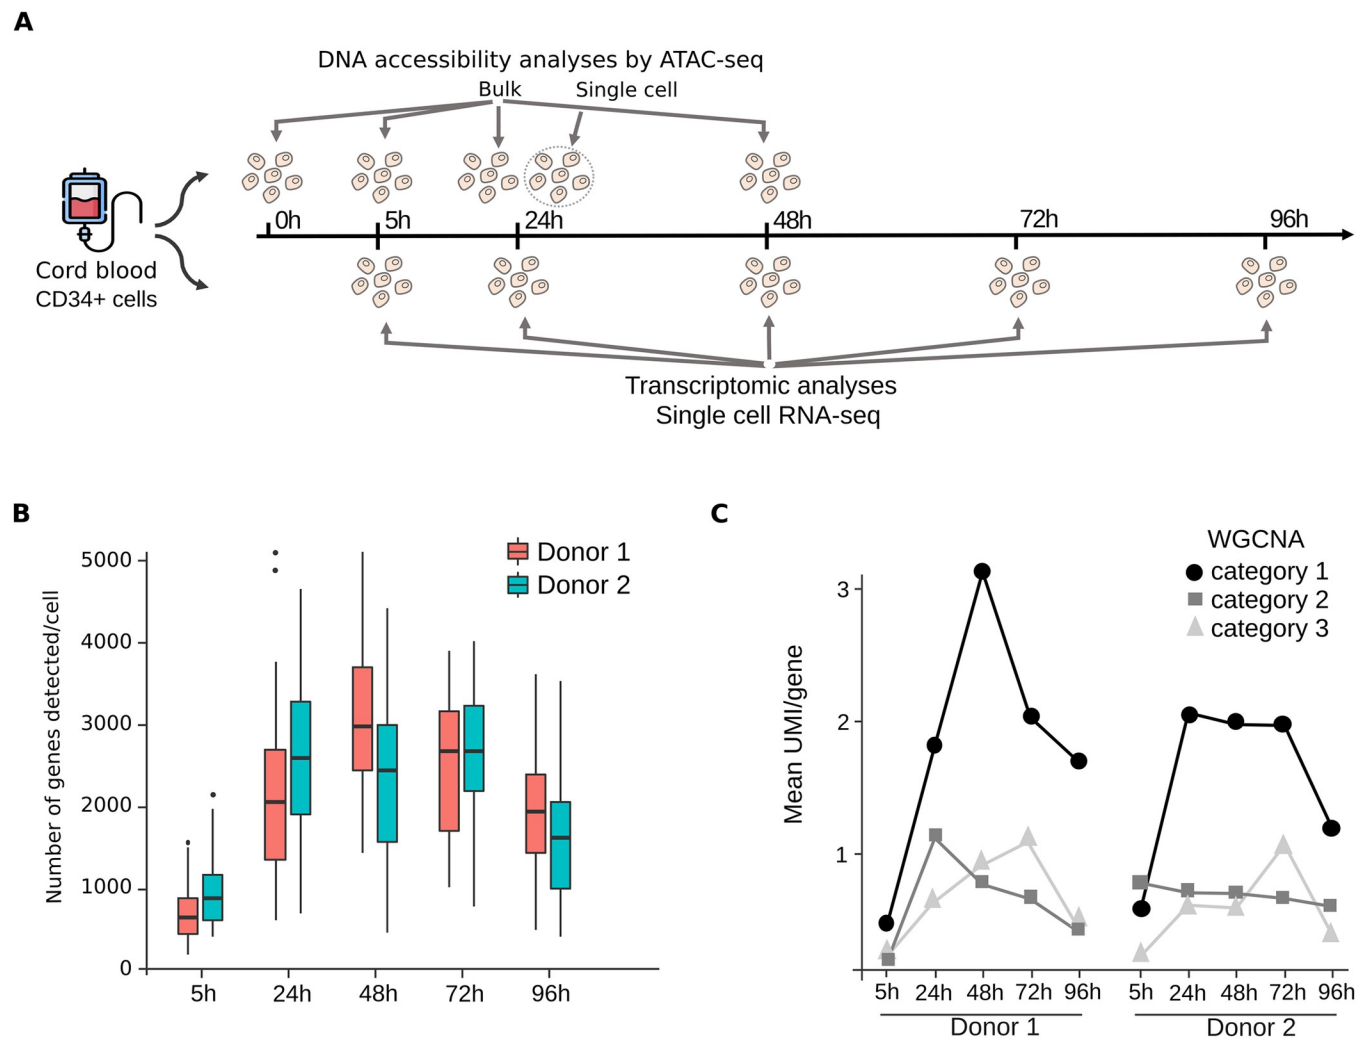 A
DNA accessibility analyses by ATAC-seq
Bulk
Single cell
0h
5h
24h
48h
72h
96h
Cord blood
CD34+ cells
Transcriptomic analyses
Single cell RNA-seq
B
Number of genes detected/cell
5000
4000
3000
2000
1000
0
Donor 1
Donor 2
5h
24h
48h
72h
96h
C
Mean UMI/gene
3
2
1
WGCNA
category 1
category 2
category 3
5h
24h
48h
72h
96h
5h
24h
48h
72h
96h
Donor 1
Donor 2